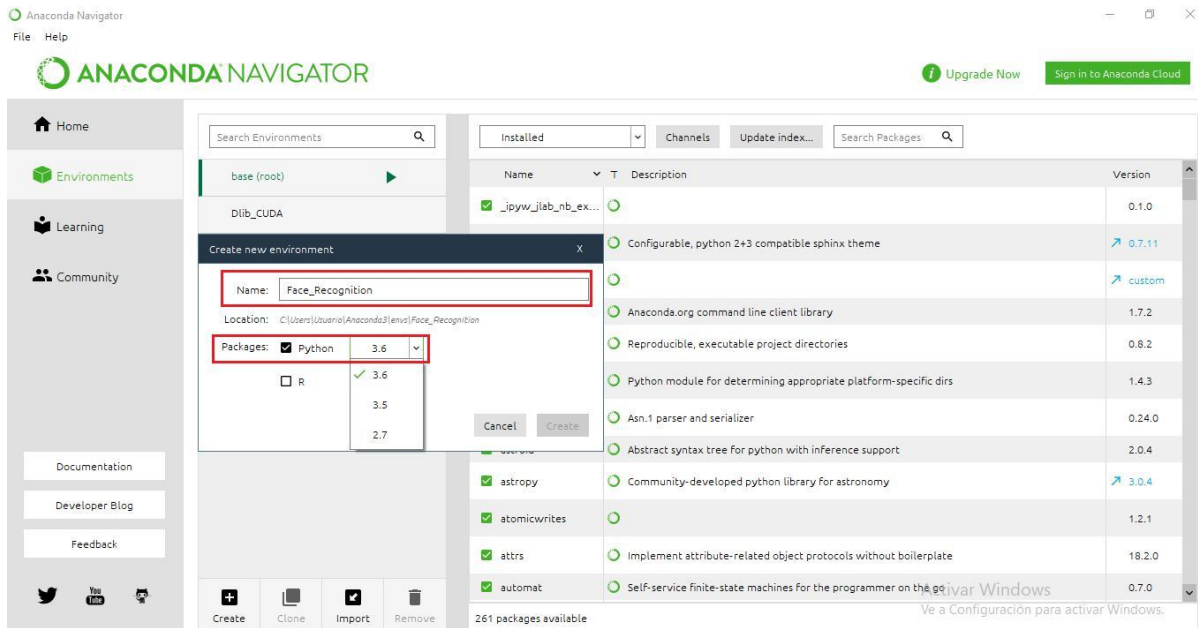 Anaconda Navigator
File Help
ANACONDA NAVIGATOR
Upgrade Now
Sign in to Anaconda Cloud
Home
Environments
Learning
Community
Documentation
Developer Blog
Feedback
You Tube
Search Environments
base (root)
Dlib_CUDA
Create new environment X
Name: Face_Recognition
Location: C:\Users\Usuario\Anaconda3\envs\Face_Recognition
Packages: Python 3.6
R
3.6
3.5
2.7
Cancel Create
Create Clone Import Remove
Installed Channels Update index... Search Packages
Name T Description Version
_ipyw_jlab_nb_ex... 0.1.0
Configurable, python 2+3 compatible sphinx theme 0.7.11
custom
Anaconda.org command line client library 1.7.2
Reproducible, executable project directories 0.8.2
Python module for determining appropriate platform-specific dirs 1.4.3
Asn.1 parser and serializer 0.24.0
Abstract syntax tree for python with inference support 2.0.4
astropy Community-developed python library for astronomy 3.0.4
atomicwrites 1.2.1
attrs Implement attribute-related object protocols without boilerplate 18.2.0
automat Self-service finite-state machines for the programmer on the go 0.7.0
261 packages available
Activar Windows
Ve a Configuración para activar Windows.